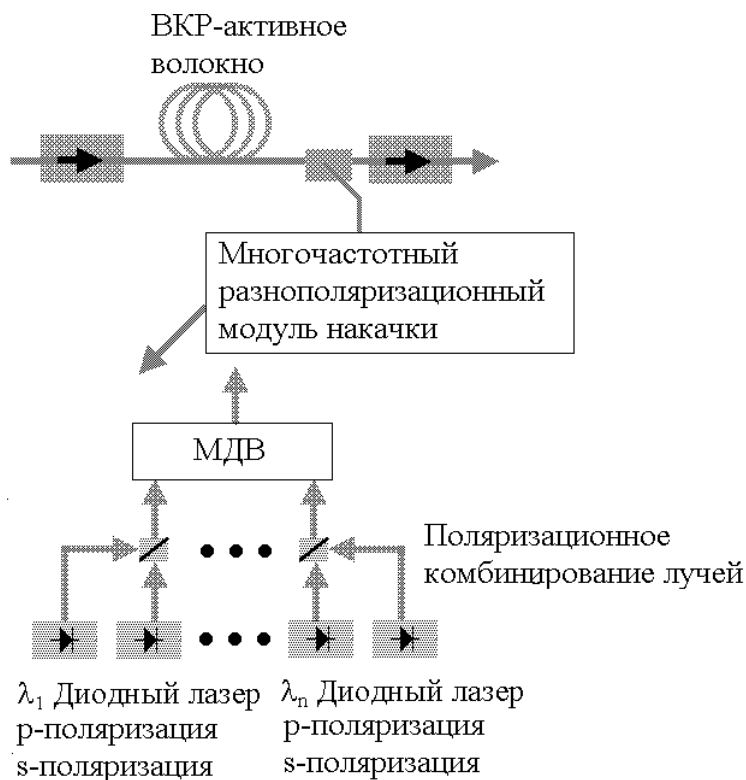 ВКР-активное
волокно
Многочастотный
разнополяризационный
модуль накачки
МДВ
Поляризационное
комбинирование лучей
λ₁ Диодный лазер
p-поляризация
s-поляризация
λₙ Диодный лазер
p-поляризация
s-поляризация